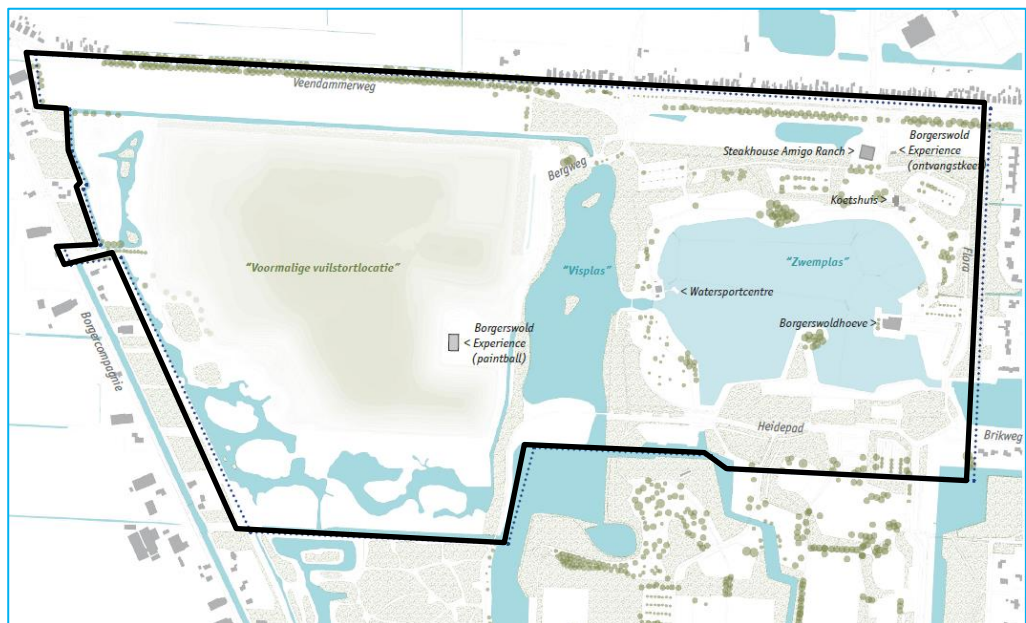 Veendammerweg
Bergweg
Steakhouse Amigo Ranch >
Borgerswold
< Experience
(ontvangstkeet)
Koetshuis >
Flora
"Voormalige vuilstortlocatie"
"Visplas"
"Zwemplas"
< Watersportcentre
Borgerswoldhoeve >
Borgerswold
< Experience
(paintball)
Borgercompagnie
Heidepad
Brikweg